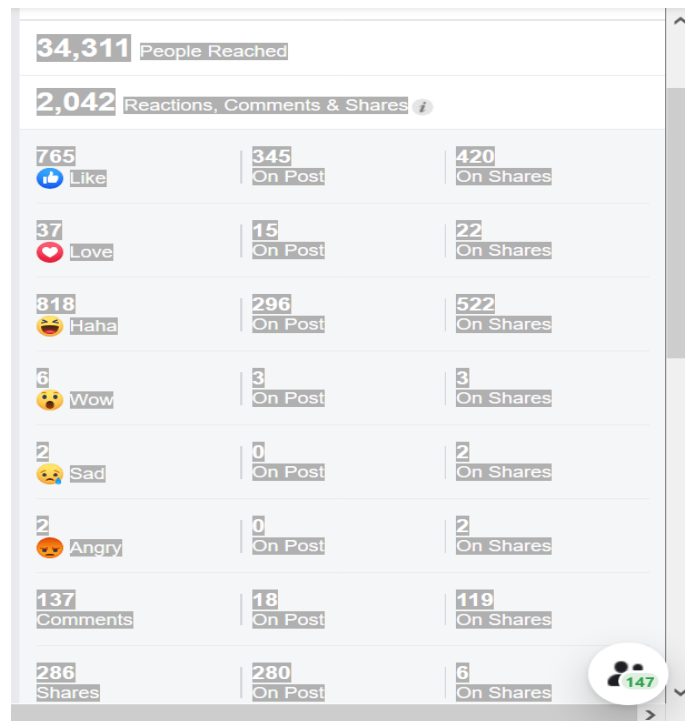 34,311 People Reached
2,042 Reactions, Comments & Shares i
765 345 420
Like On Post On Shares
37 15 22
Love On Post On Shares
818 296 522
Haha On Post On Shares
6 3 3
Wow On Post On Shares
2 0 2
Sad On Post On Shares
2 0 2
Angry On Post On Shares
137 18 119
Comments On Post On Shares
286 280 6
Shares On Post On Shares
147